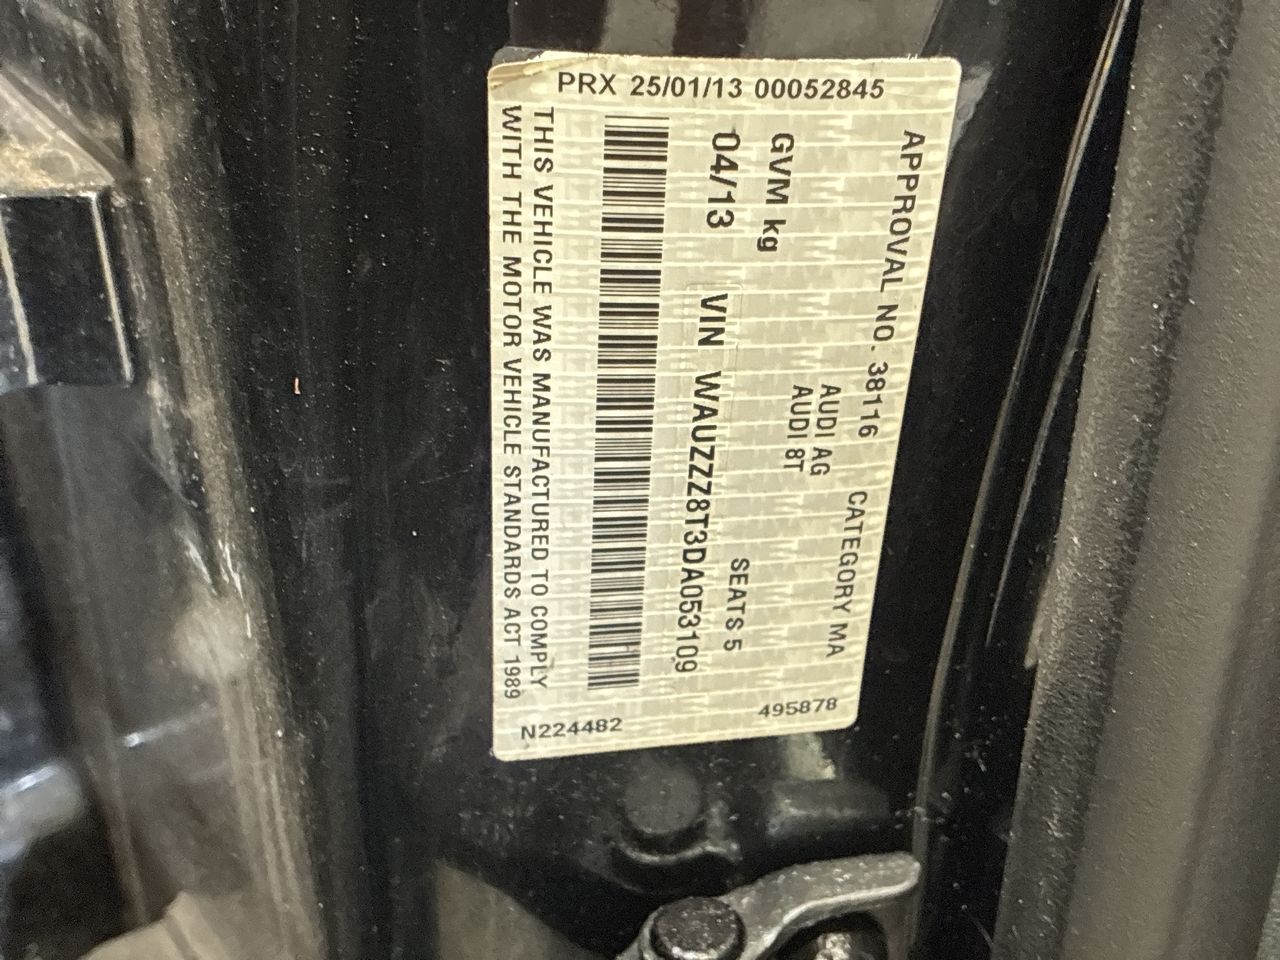 PRX 25/01/13 00052845
APPROVAL NO. 38116 CATEGORY MA
AUDI AG
AUDI 8T
GVM kg SEATS 5
04/13 VIN WAUZZZ8T3DA053109
THIS VEHICLE WAS MANUFACTURED TO COMPLY
WITH THE MOTOR VEHICLE STANDARDS ACT 1989
N224482 495878